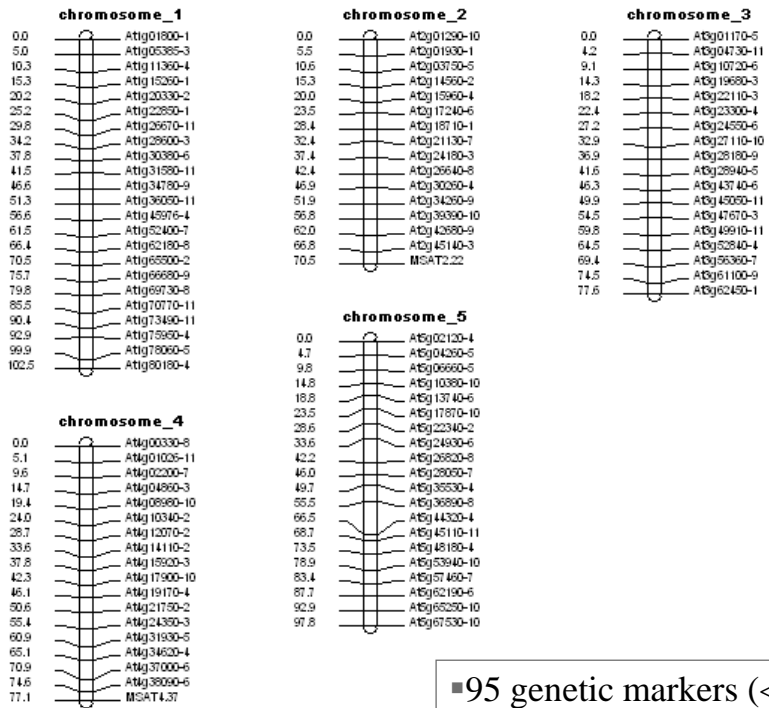 chromosome_1
0.0 At1g01800-1
5.0 At1g05385-3
10.3 At1g11360-4
15.3 At1g15260-1
20.2 At1g20330-2
25.2 At1g22850-1
29.8 At1g26670-11
34.2 At1g28600-3
37.8 At1g30380-6
41.5 At1g31580-11
46.6 At1g34780-9
51.3 At1g36050-11
56.6 At1g45976-4
61.5 At1g52400-7
66.4 At1g62180-8
70.5 At1g65500-2
75.7 At1g66680-9
79.8 At1g69730-8
85.5 At1g70770-11
90.4 At1g73490-11
92.9 At1g75950-4
99.9 At1g78060-5
102.5 At1g80180-4
chromosome_2
0.0 At2g01290-10
5.5 At2g01930-1
10.6 At2g03750-5
15.3 At2g14560-2
20.0 At2g15960-4
23.5 At2g17240-6
28.4 At2g18710-1
32.4 At2g21130-7
37.4 At2g24180-3
42.4 At2g26640-8
46.9 At2g30260-4
51.9 At2g34260-9
56.8 At2g39390-10
62.0 At2g42680-9
66.8 At2g45140-3
70.5 MSAT2.22
chromosome_3
0.0 At3g01170-5
4.2 At3g04730-11
9.1 At3g10720-6
14.3 At3g19680-3
18.2 At3g22110-3
22.4 At3g23300-4
27.2 At3g24550-6
32.9 At3g27110-10
36.9 At3g28180-9
41.6 At3g28940-5
46.3 At3g43740-6
49.9 At3g45050-11
54.5 At3g47670-3
59.8 At3g49910-11
64.5 At3g52840-4
69.4 At3g56360-7
74.5 At3g61100-9
77.6 At3g62450-1
chromosome_4
0.0 At4g00330-8
5.1 At4g01026-11
9.6 At4g02200-7
14.7 At4g04860-3
19.4 At4g08980-10
24.0 At4g10340-2
28.7 At4g12070-2
33.6 At4g14110-2
37.8 At4g15920-3
42.3 At4g17900-10
46.1 At4g19170-4
50.6 At4g21750-2
55.4 At4g24350-3
60.9 At4g31930-5
65.1 At4g34620-4
70.9 At4g37000-6
74.6 At4g38090-6
77.1 MSAT4.37
chromosome_5
0.0 At5g02120-4
4.7 At5g04260-5
9.8 At5g06660-5
14.8 At5g10380-10
18.8 At5g13740-6
23.5 At5g17870-10
28.6 At5g22340-2
33.6 At5g24930-6
42.2 At5g26820-8
46.0 At5g28050-7
49.7 At5g35530-4
55.5 At5g36890-8
66.5 At5g44320-4
68.7 At5g45110-11
73.5 At5g48180-4
78.9 At5g53940-10
83.4 At5g57460-7
87.7 At5g62190-6
92.9 At5g65250-10
97.8 At5g67530-10
▪95 genetic markers (<